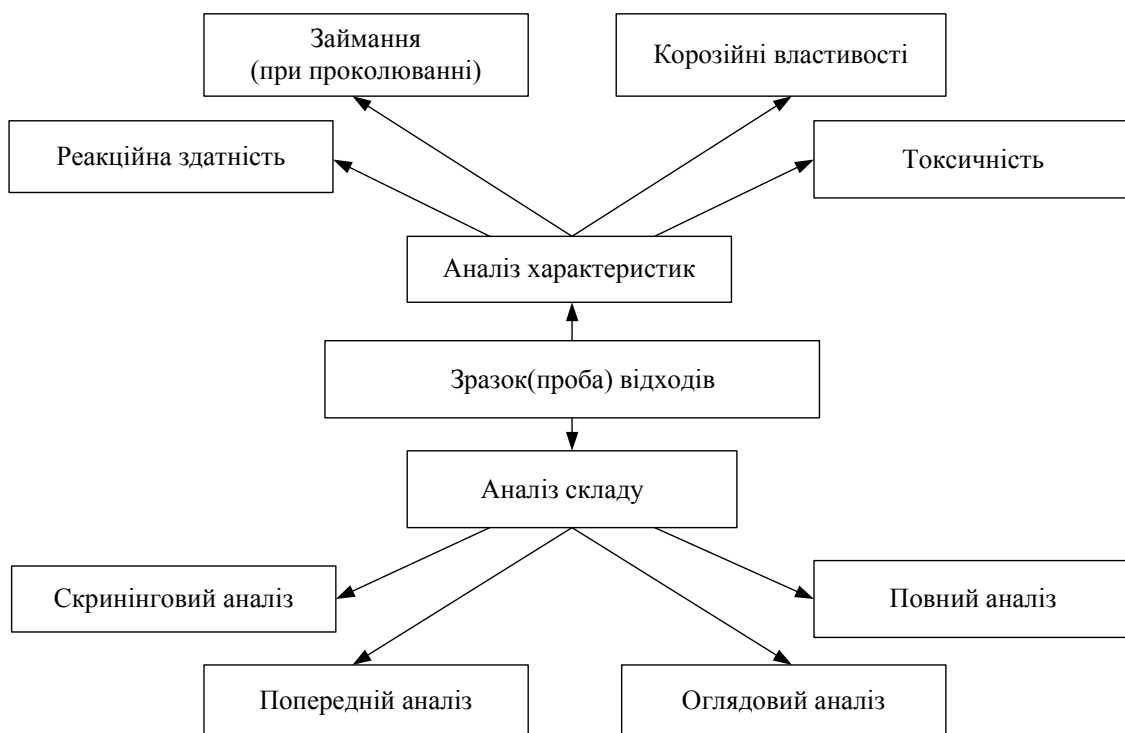 Займання
(при проколюванні)
Корозійні властивості
Реакційна здатність
Токсичність
Аналіз характеристик
Зразок(проба) відходів
Аналіз складу
Скринінговий аналіз
Повний аналіз
Попередній аналіз
Оглядовий аналіз